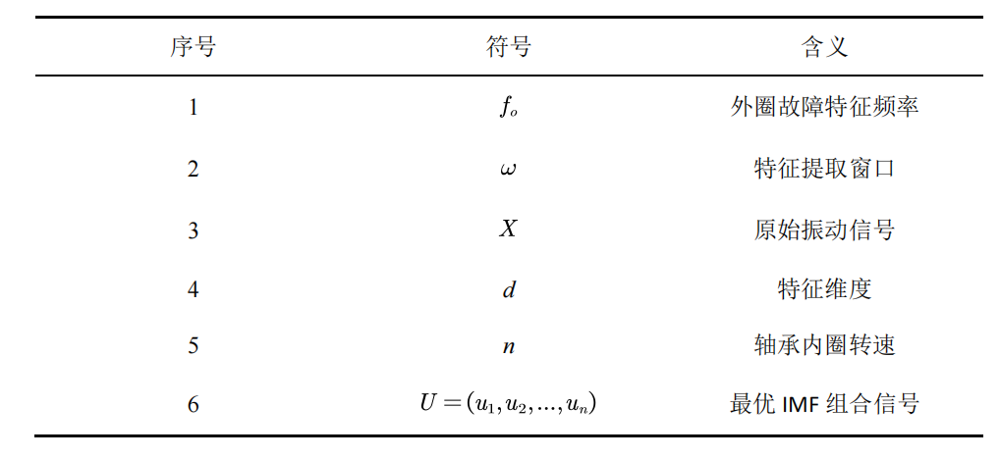 序号 符号 含义
1 fₒ 外圈故障特征频率
2 ω 特征提取窗口
3 X 原始振动信号
4 d 特征维度
5 n 轴承内圈转速
6 U=(u₁,u₂,...,uₙ) 最优 IMF 组合信号